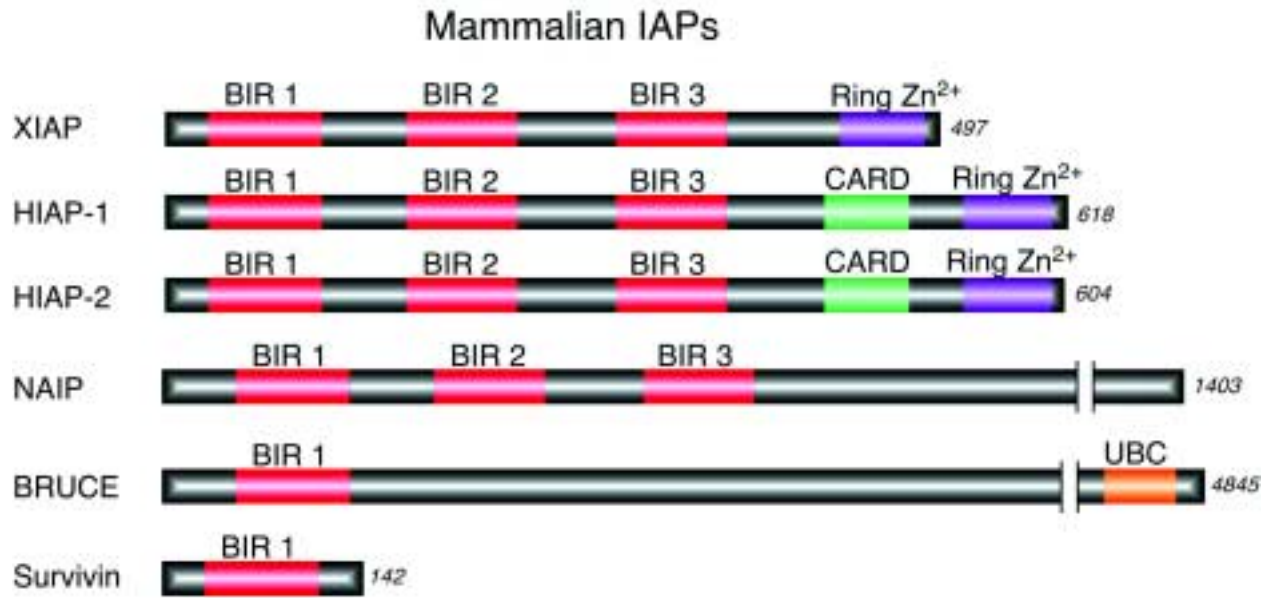 Mammalian IAPs
BIR 1 BIR 2 BIR 3 Ring Zn²⁺
XIAP 497
BIR 1 BIR 2 BIR 3 CARD Ring Zn²⁺
HIAP-1 618
BIR 1 BIR 2 BIR 3 CARD Ring Zn²⁺
HIAP-2 604
BIR 1 BIR 2 BIR 3
NAIP 1403
BIR 1 UBC
BRUCE 4845
BIR 1
Survivin 142